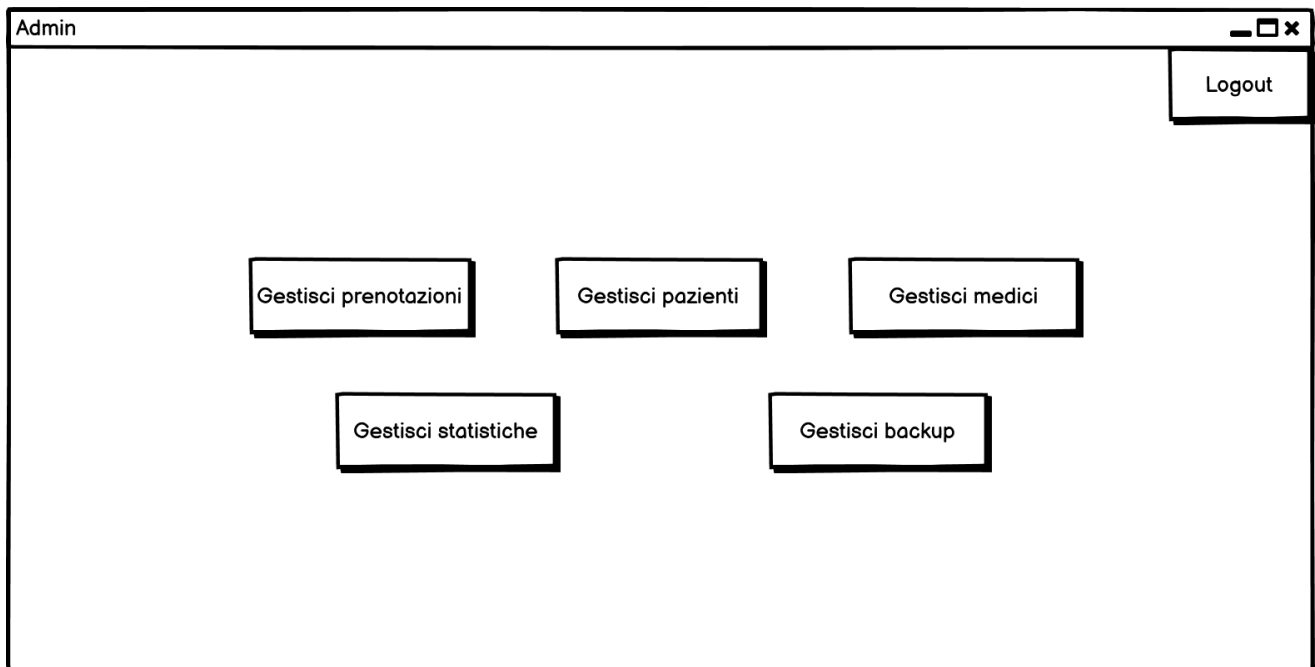 Admin
Logout
Gestisci prenotazioni
Gestisci pazienti
Gestisci medici
Gestisci statistiche
Gestisci backup